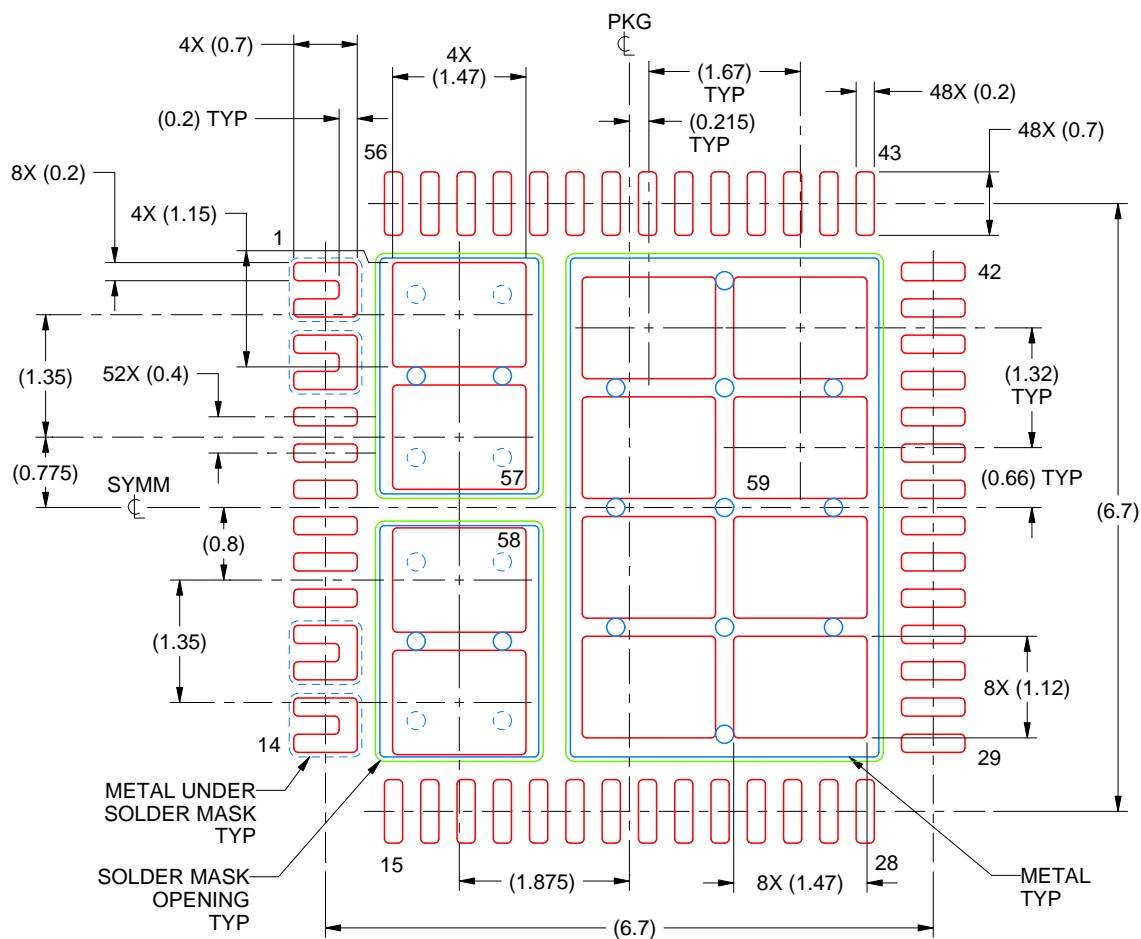 PKG
4X (0.7)
4X
(1.47)
(1.67)
TYP
48X (0.2)
(0.2) TYP
(0.215)
TYP
48X (0.7)
8X (0.2)
56
43
4X (1.15)
1
42
(1.35)
52X (0.4)
(1.32)
TYP
(0.775)
57
59
(0.66) TYP
SYMM
(6.7)
58
(0.8)
(1.35)
8X (1.12)
14
29
METAL UNDER
SOLDER MASK
TYP
15
28
SOLDER MASK
OPENING
TYP
(1.875)
8X (1.47)
METAL
TYP
(6.7)